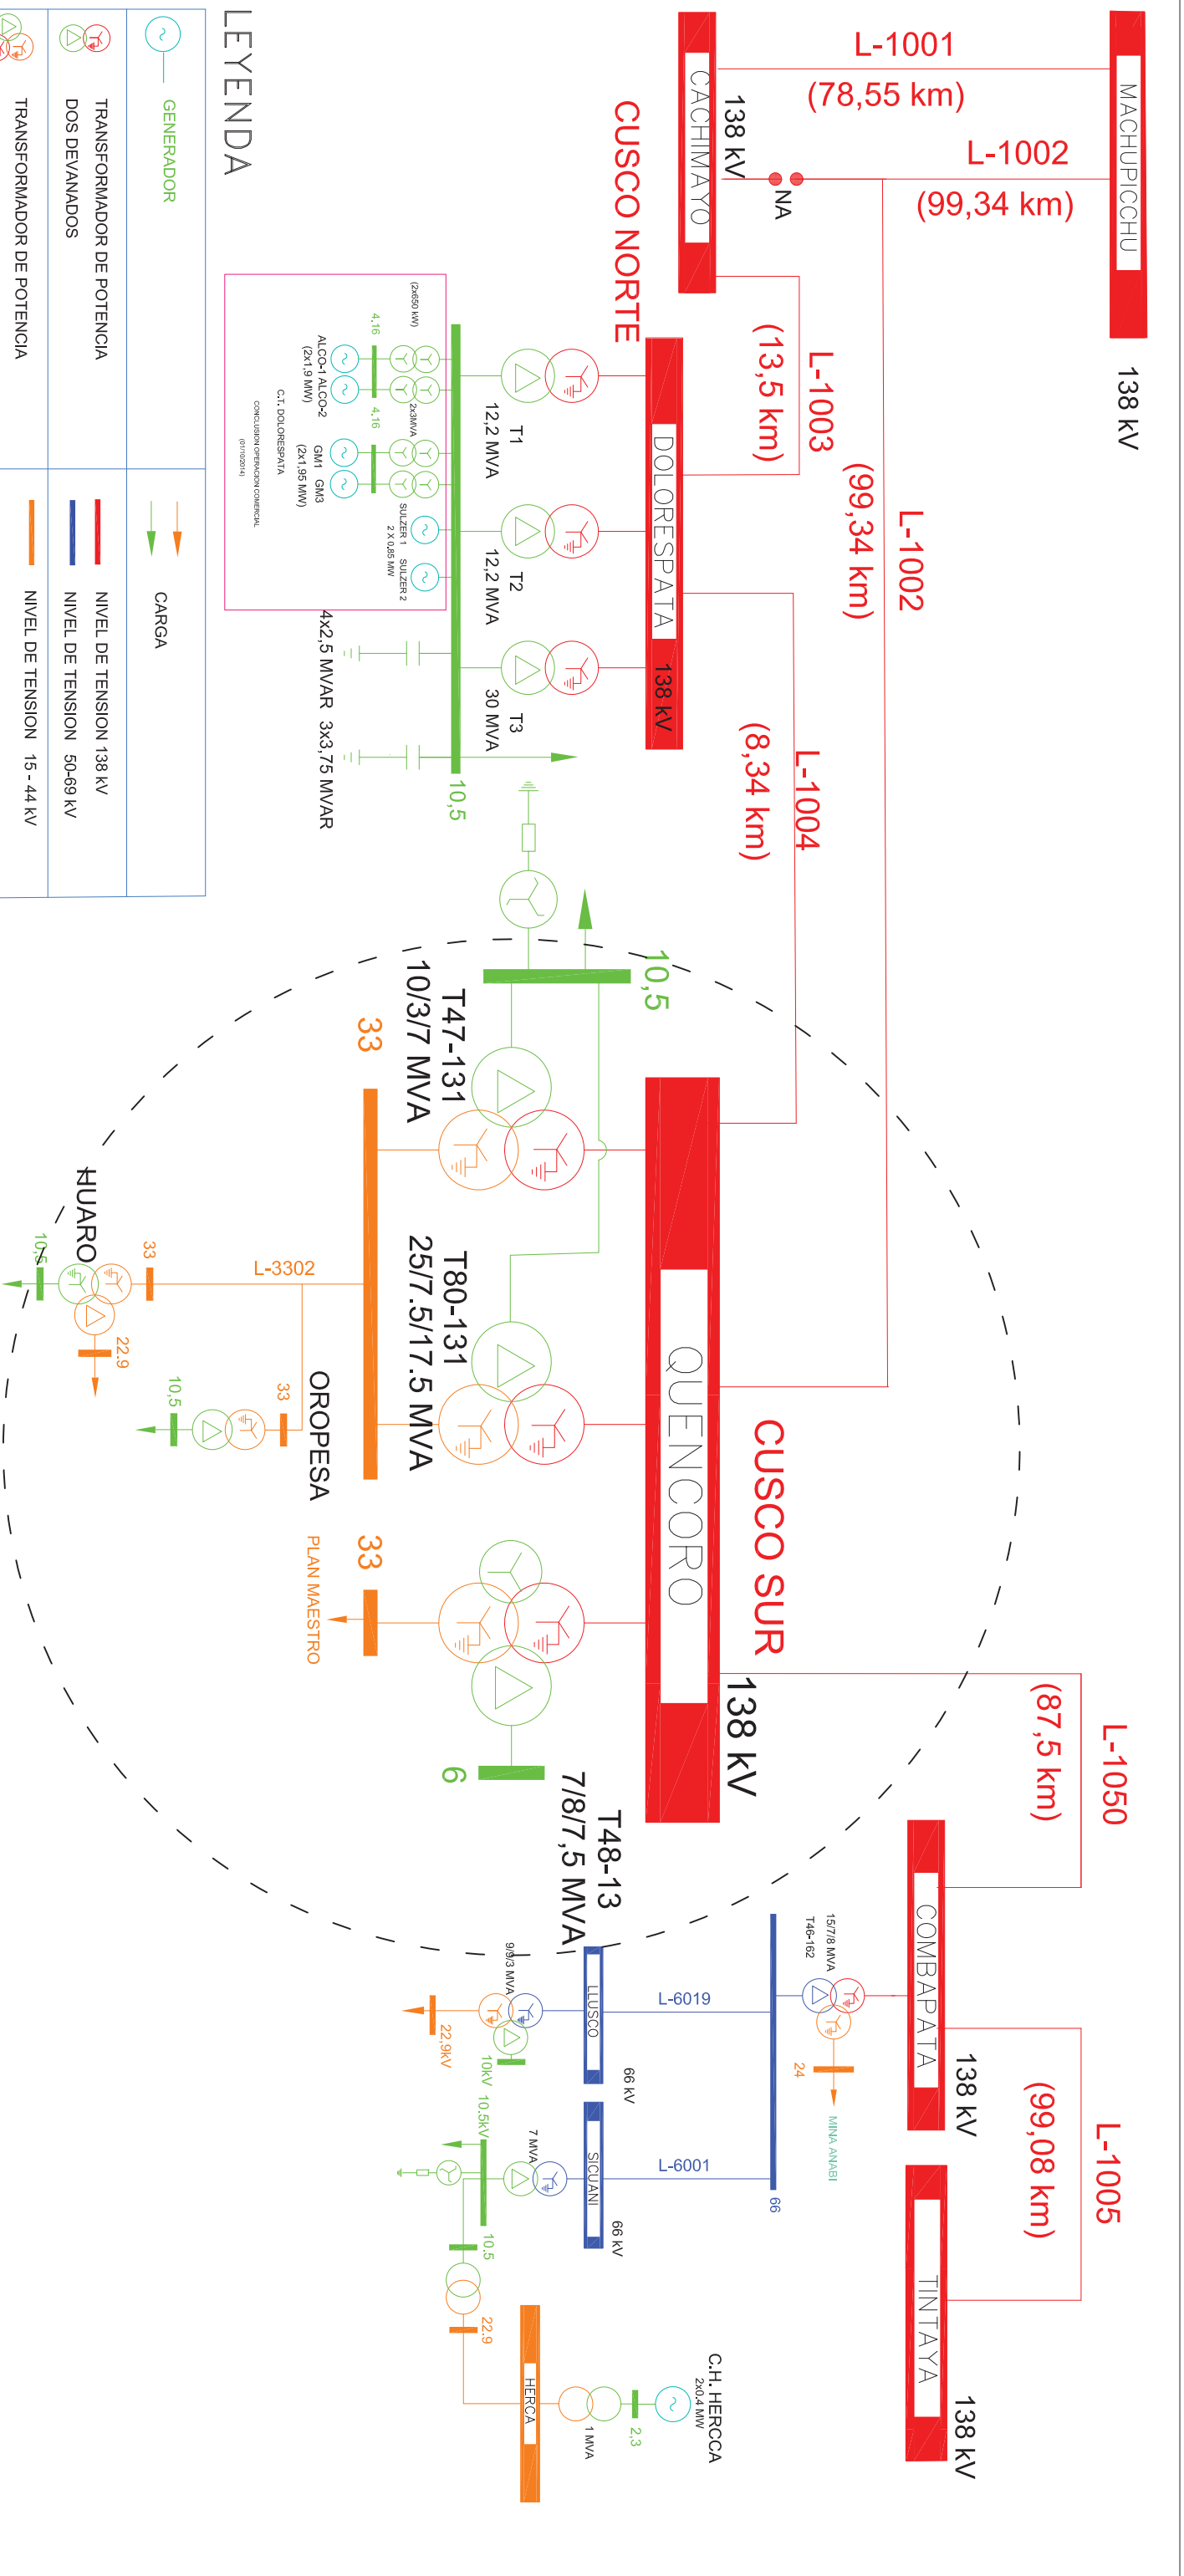 MACHUPICCHU
138 kV
L-1001
(78,55 km)
L-1002
(99,34 km)
NA
138 kV
CACHIMAYO
CUSCO NORTE
L-1003
(13,5 km)
L-1002
(99,34 km)
DOLORESPATA
138 kV
L-1004
(8,34 km)
T1
12,2 MVA
T2
12,2 MVA
T3
30 MVA
10,5
(2x650 kW)
4.16
2x3MVA
4.16
ALCO-1 ALCO-2
(2x1,9 MW)
GM1 GM3
(2x1,95 MW)
SULZER 1 SULZER 2
2 X 0,85 MW
C.T. DOLORESPATA
CONCLUSION OPERACION COMERCIAL
(01/10/2014)
4x2,5 MVAR 3x3,75 MVAR
CUSCO SUR
QUENCORO
138 kV
10,5
T47-131
10/3/7 MVA
T80-131
25/7.5/17.5 MVA
T48-13
7/8/7,5 MVA
6
33
33
PLAN MAESTRO
L-3302
OROPESA
33
10,5
HUARO
33
22.9
10,5
L-1050
(87,5 km)
COMBAPATA
138 kV
L-1005
(99,08 km)
TINTAYA
138 kV
15/7/8 MVA
T46-162
24
MINA ANABI
66
L-6019
L-6001
LLUSCO
66 kV
SICUANI
66 kV
9/9/3 MVA
22,9kV
10kV
7 MVA
10.5kV
10.5
22.9
HERCA
1 MVA
2,3
C.H. HERCCA
2x0.4 MW
LEYENDA
GENERADOR
CARGA
TRANSFORMADOR DE POTENCIA
DOS DEVANADOS
NIVEL DE TENSION 138 kV
NIVEL DE TENSION 50-69 kV
TRANSFORMADOR DE POTENCIA
NIVEL DE TENSION 15 - 44 kV